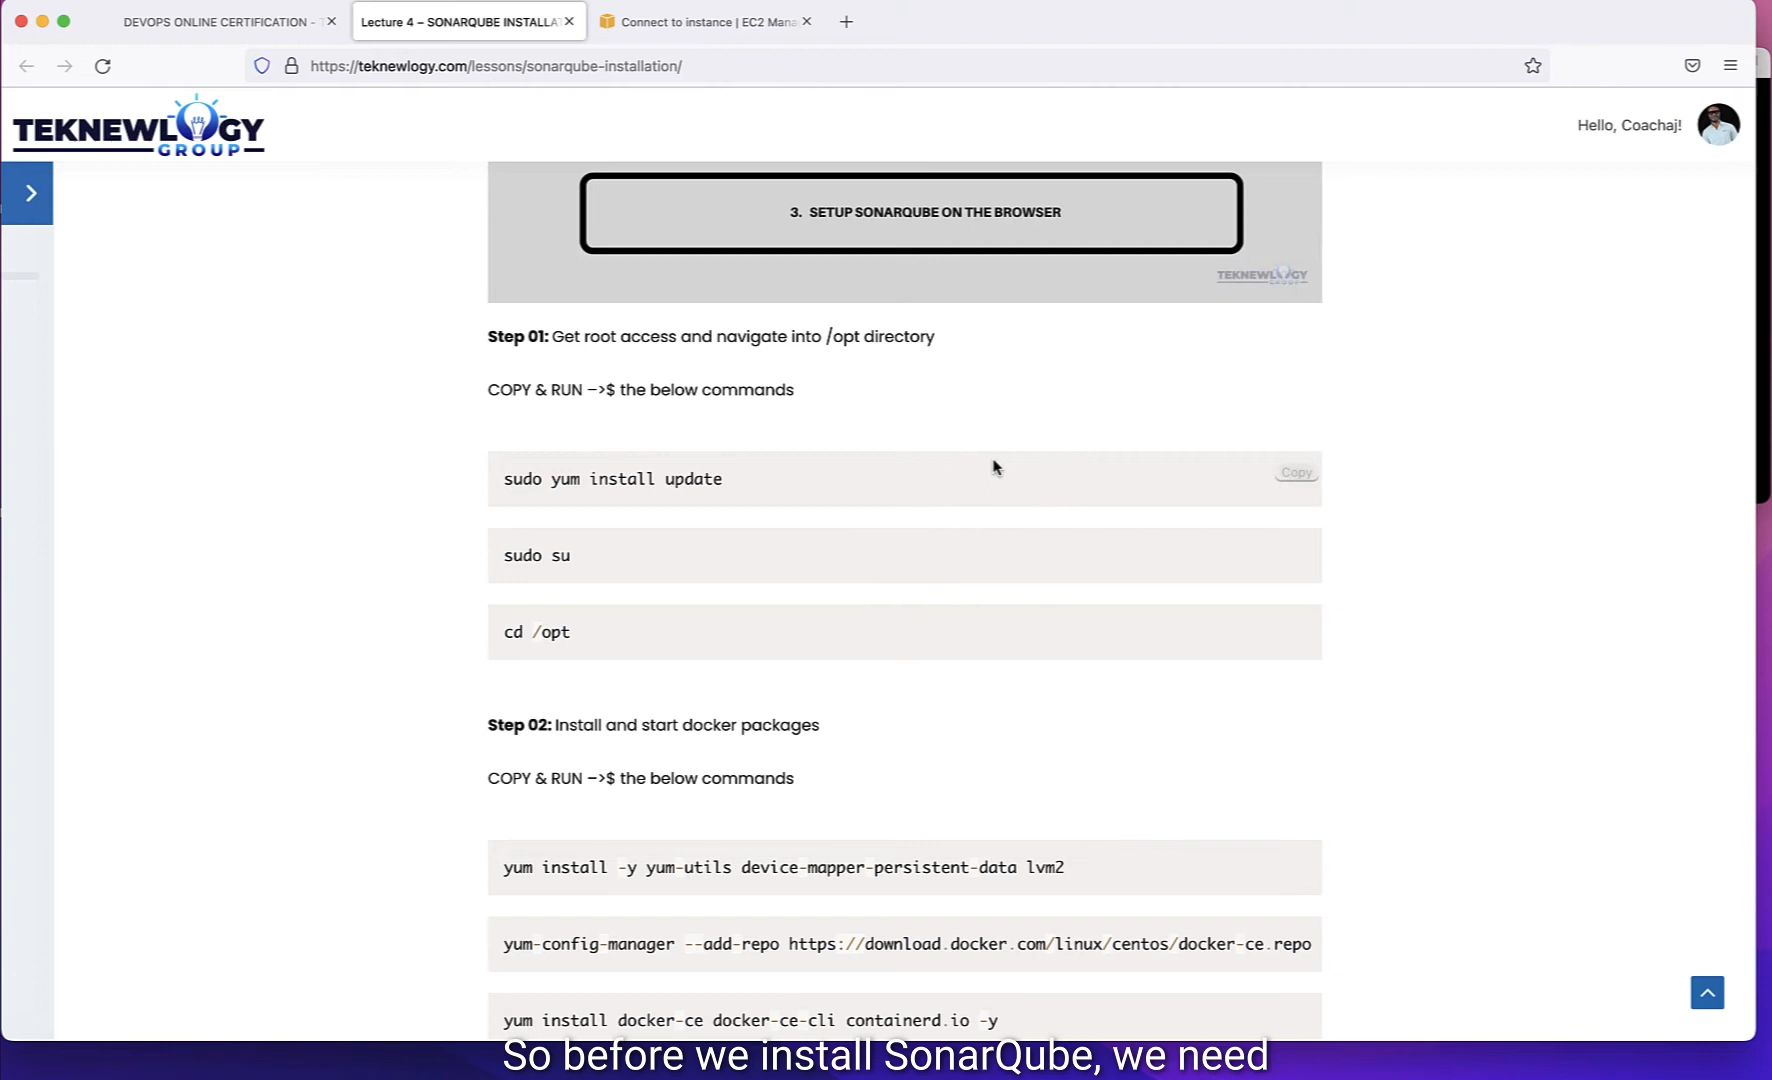 DEVOPS ONLINE CERTIFICATION -
Lecture 4 – SONARQUBE INSTALLA
Connect to instance | EC2 Mana
https://teknewlogy.com/lessons/sonarqube-installation/
TEKNEWLOGY
GROUP
Hello, Coachaj!
3. SETUP SONARQUBE ON THE BROWSER
TEKNEWLOGY
GROUP
Step 01: Get root access and navigate into /opt directory
COPY & RUN –>$ the below commands
sudo yum install update
Copy
sudo su
cd /opt
Step 02: Install and start docker packages
COPY & RUN –>$ the below commands
yum install -y yum-utils device-mapper-persistent-data lvm2
yum-config-manager --add-repo https://download.docker.com/linux/centos/docker-ce.repo
yum install docker-ce docker-ce-cli containerd.io -y
So before we install SonarQube, we need